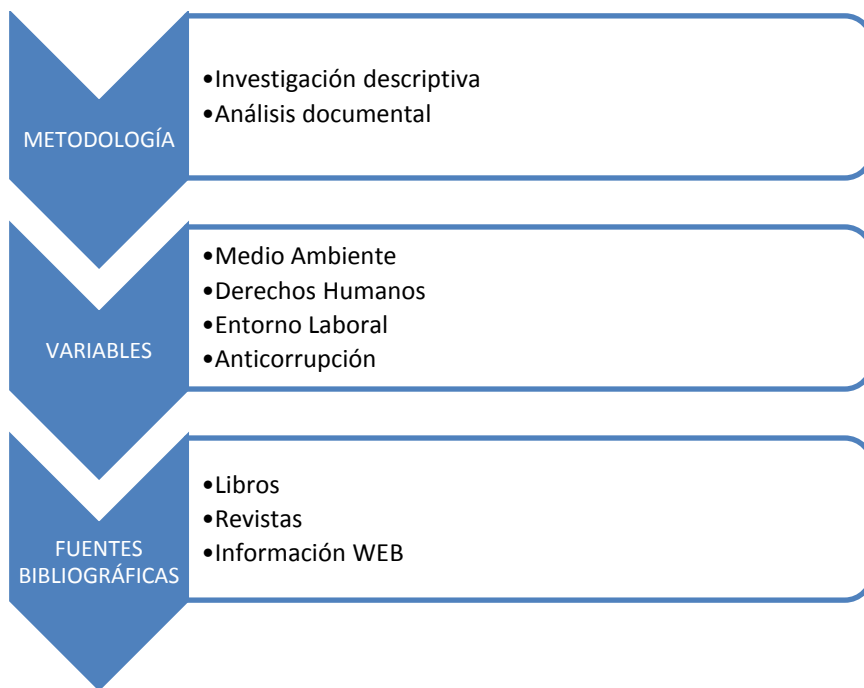 METODOLOGÍA
•Investigación descriptiva
•Análisis documental
VARIABLES
•Medio Ambiente
•Derechos Humanos
•Entorno Laboral
•Anticorrupción
FUENTES
BIBLIOGRÁFICAS
•Libros
•Revistas
•Información WEB